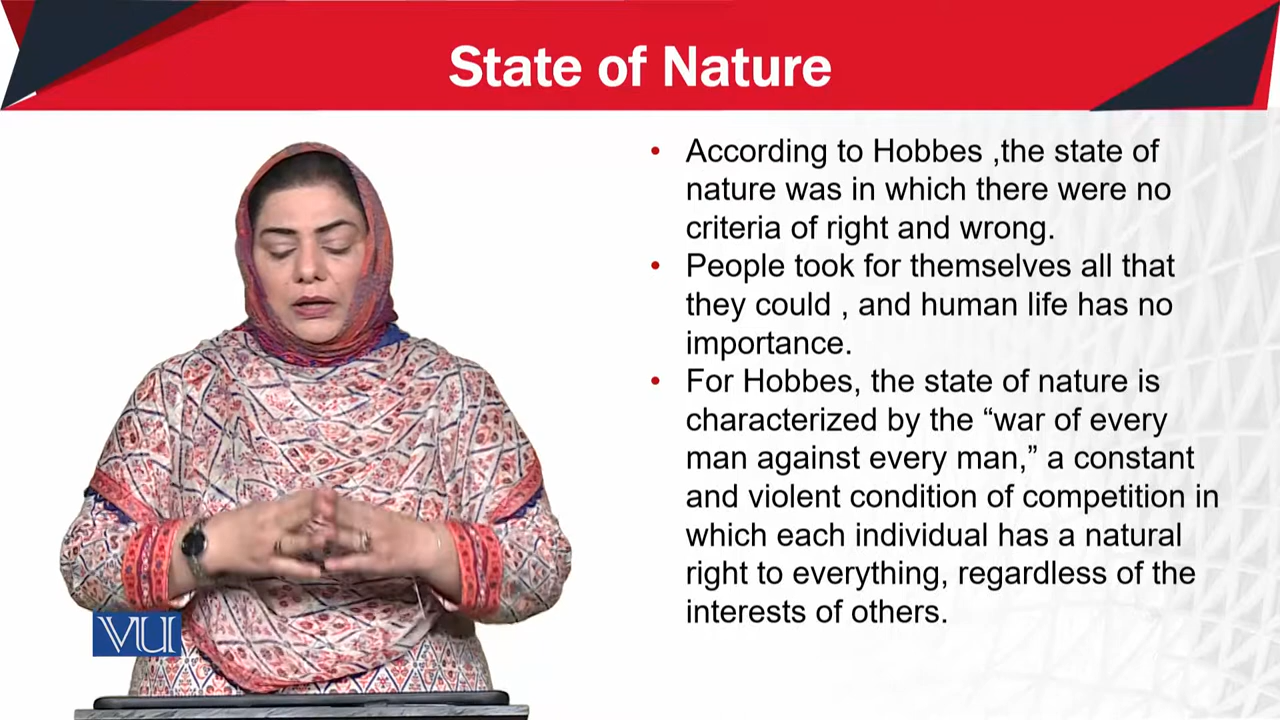 State of Nature
• According to Hobbes ,the state of
nature was in which there were no
criteria of right and wrong.
• People took for themselves all that
they could , and human life has no
importance.
• For Hobbes, the state of nature is
characterized by the “war of every
man against every man,” a constant
and violent condition of competition in
which each individual has a natural
right to everything, regardless of the
interests of others.
VU